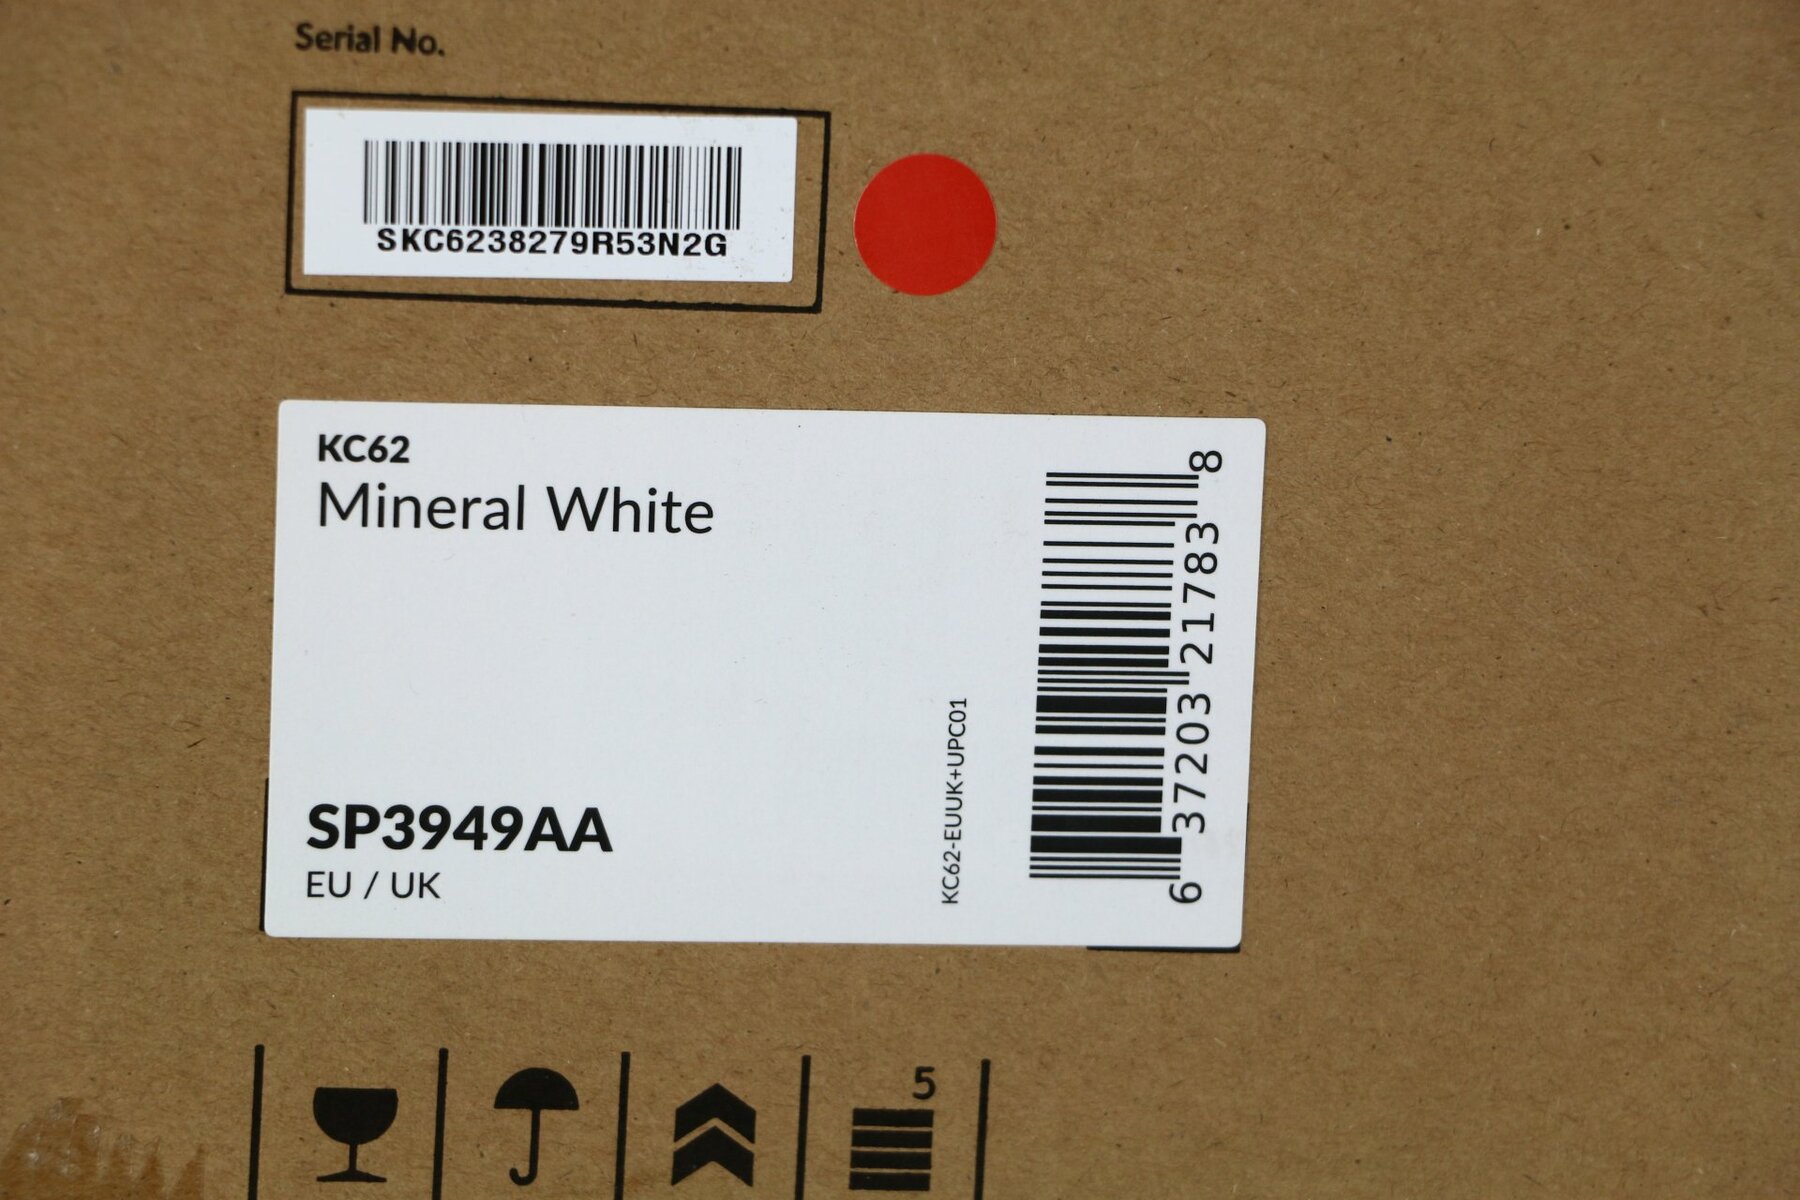 Serial No.
SKC6238279R53N2G
KC62
Mineral White
SP3949AA
EU / UK
KC62-EUUK+UPC01
6 37203 21783 8
5